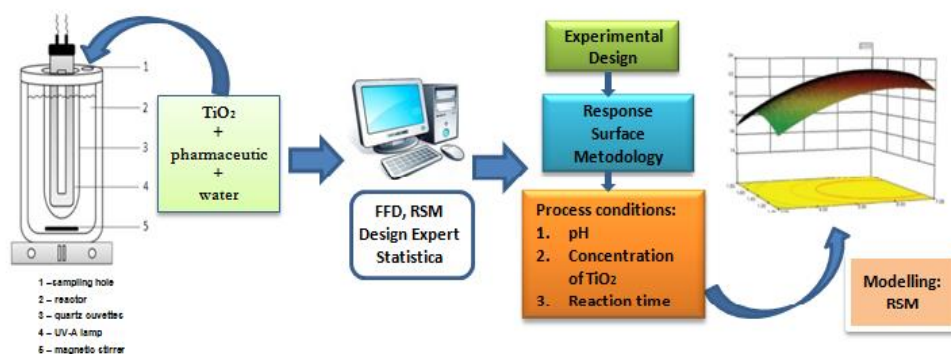 1
2
3
4
5
1 –sampling hole
2 – reactor
3 – quartz cuvettes
4 – UV-A lamp
5 – magnetic stirrer
TiO₂
+
pharmaceutic
+
water
FFD, RSM
Design Expert
Statistica
Experimental
Design
Response
Surface
Metodology
Process conditions:
1. pH
2. Concentration
of TiO₂
3. Reaction time
Modelling:
RSM